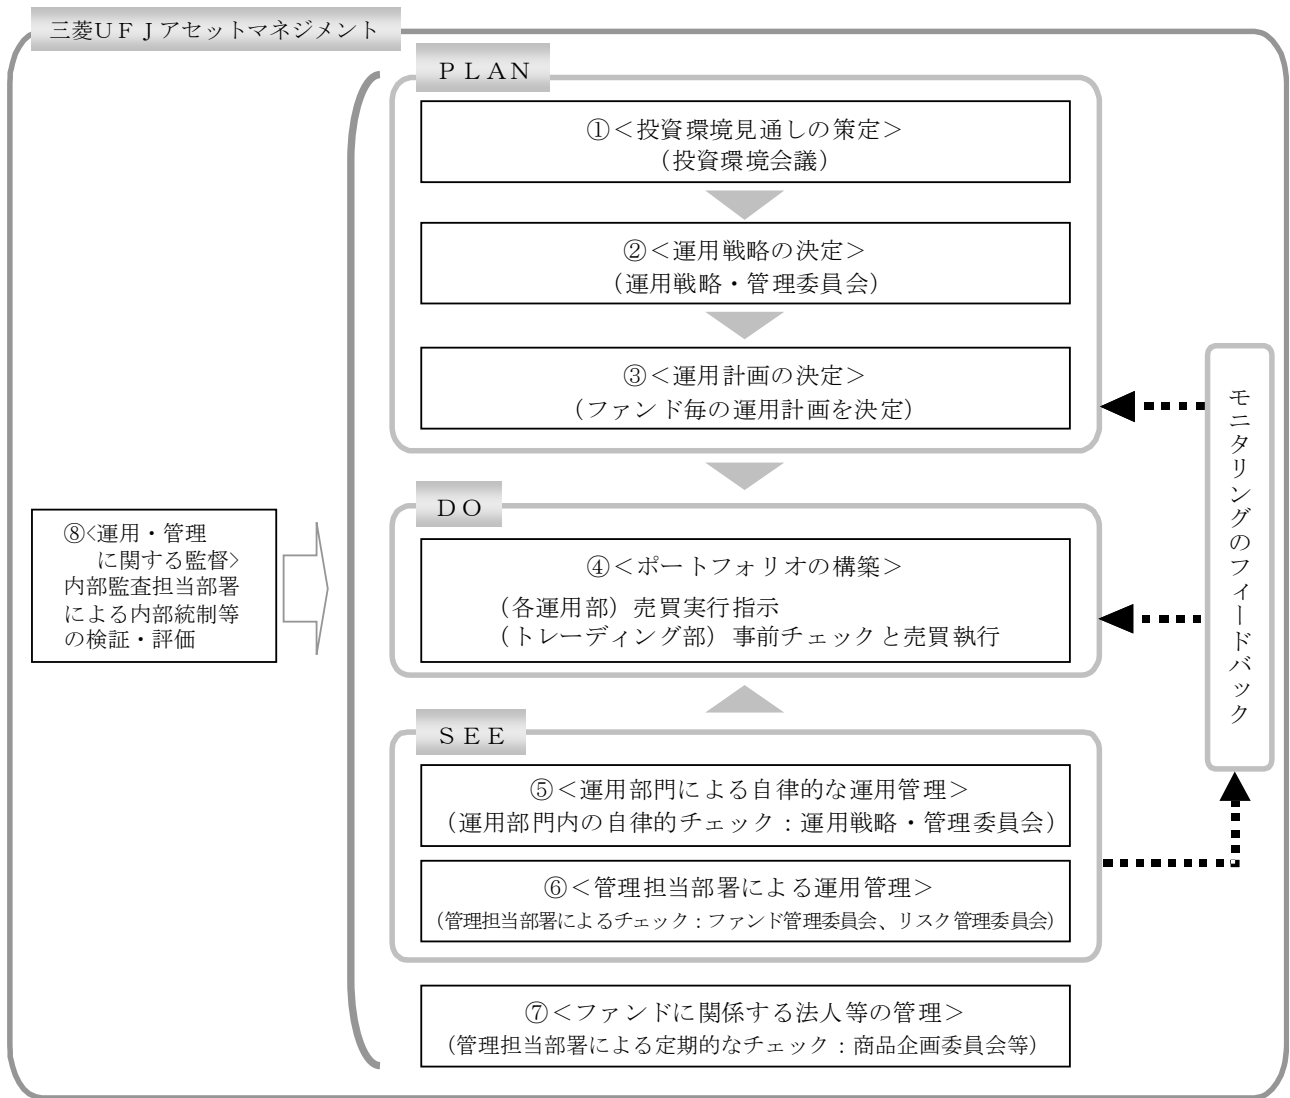 三菱UFJアセットマネジメント
PLAN
①＜投資環境見通しの策定＞
（投資環境会議）
②＜運用戦略の決定＞
（運用戦略・管理委員会）
③＜運用計画の決定＞
（ファンド毎の運用計画を決定）
DO
④＜ポートフォリオの構築＞
（各運用部）売買実行指示
（トレーディング部）事前チェックと売買執行
SEE
⑤＜運用部門による自律的な運用管理＞
（運用部門内の自律的チェック：運用戦略・管理委員会）
⑥＜管理担当部署による運用管理＞
（管理担当部署によるチェック：ファンド管理委員会、リスク管理委員会）
⑦＜ファンドに関係する法人等の管理＞
（管理担当部署による定期的なチェック：商品企画委員会等）
⑧<運用・管理
に関する監督>
内部監査担当部署
による内部統制等
の検証・評価
モニタリングのフィードバック